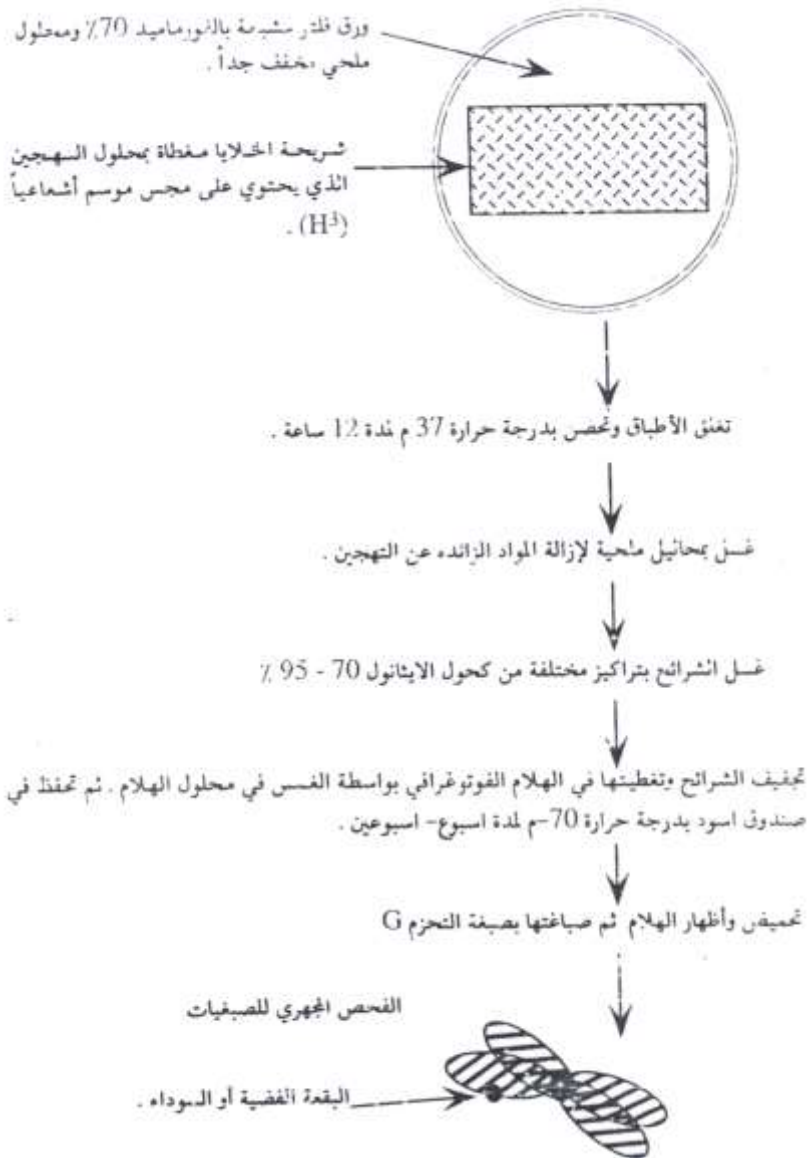 ورق فلتر مشبعة بالفورماميد 70٪ ومحلول
ملحي مخفف جداً .
شريحة الخلايا مغطاة بمحلول التهجين
الذي يحتوي على مجس موسم أشعاعياً
(H³) .
تغلق الأطباق وتحضن بدرجة حرارة 37 م لمدة 12 ساعة .
غسل بمحاليل ملحية لإزالة المواد الزائده عن التهجين .
غسل الشرائح بتراكيز مختلفة من كحول الايثانول 70 - 95 ٪
تجفيف الشرائح وتغطيتها في الهلام الفوتوغرافي بواسطة الغمس في محلول الهلام . ثم تحفظ في
صندوق اسود بدرجة حرارة 70-م لمدة اسبوع- اسبوعين .
تحميض وأظهار الهلام ثم صباغتها بصبغة التحزم G
الفحص المجهري للصبغيات
البقعة الفضية أو السوداء .